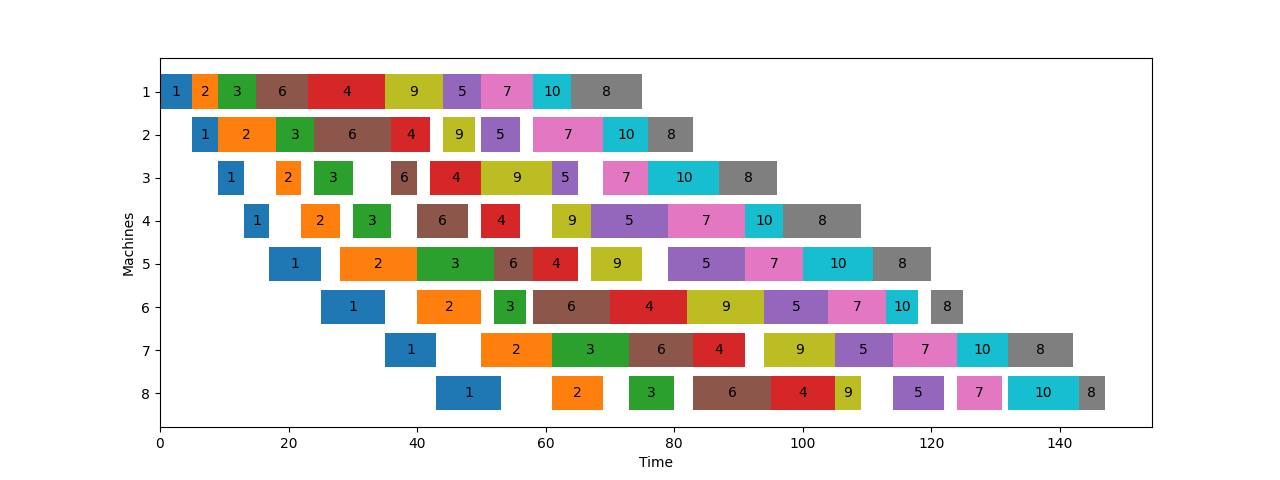 1 1 2 3 6 4 9 5 7 10 8
2 1 2 3 6 4 9 5 7 10 8
3 1 2 3 6 4 9 5 7 10 8
4 1 2 3 6 4 9 5 7 10 8
5 1 2 3 6 4 9 5 7 10 8
6 1 2 3 6 4 9 5 7 10 8
7 1 2 3 6 4 9 5 7 10 8
8 1 2 3 6 4 9 5 7 10 8
Machines
0 20 40 60 80 100 120 140
Time